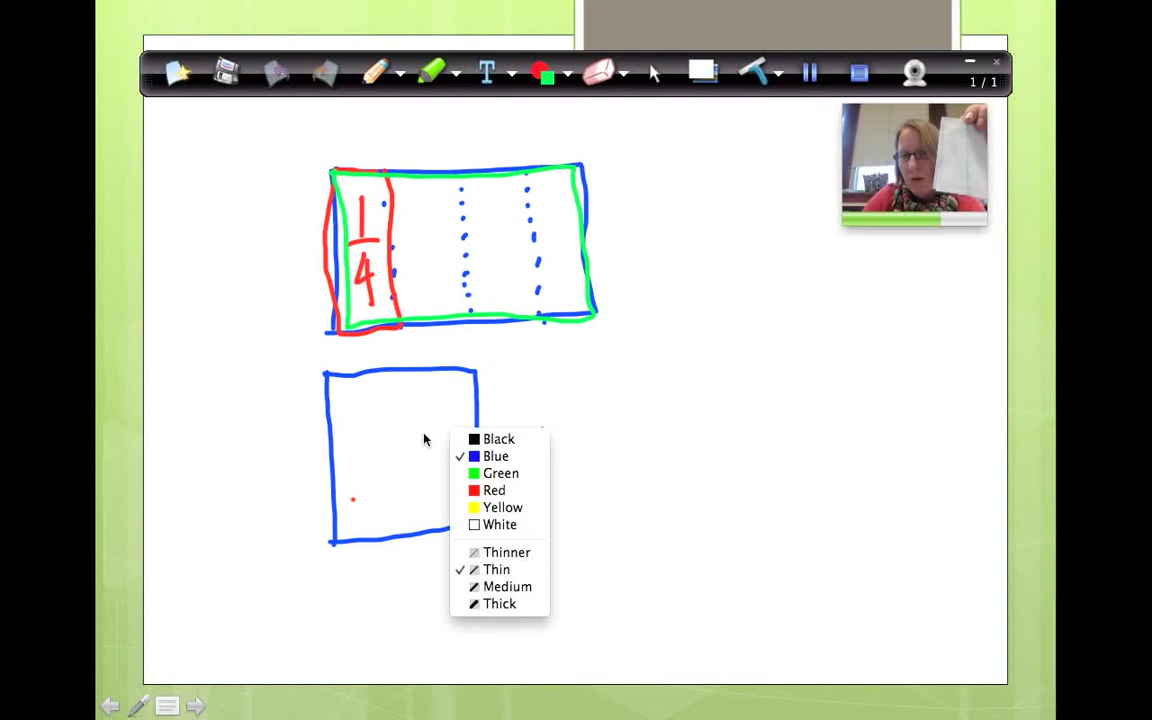 T
1 / 1
1
4
Black
Blue
Green
Red
Yellow
White
Thinner
Thin
Medium
Thick